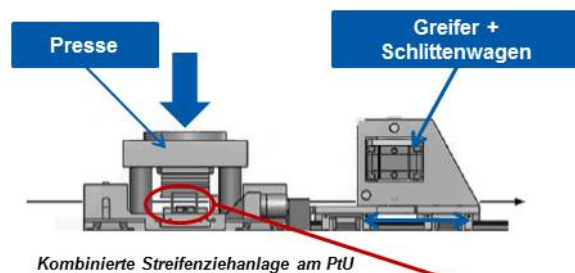 Presse
Greifer +
Schlittenwagen
Kombinierte Streifenziehanlage am PtU